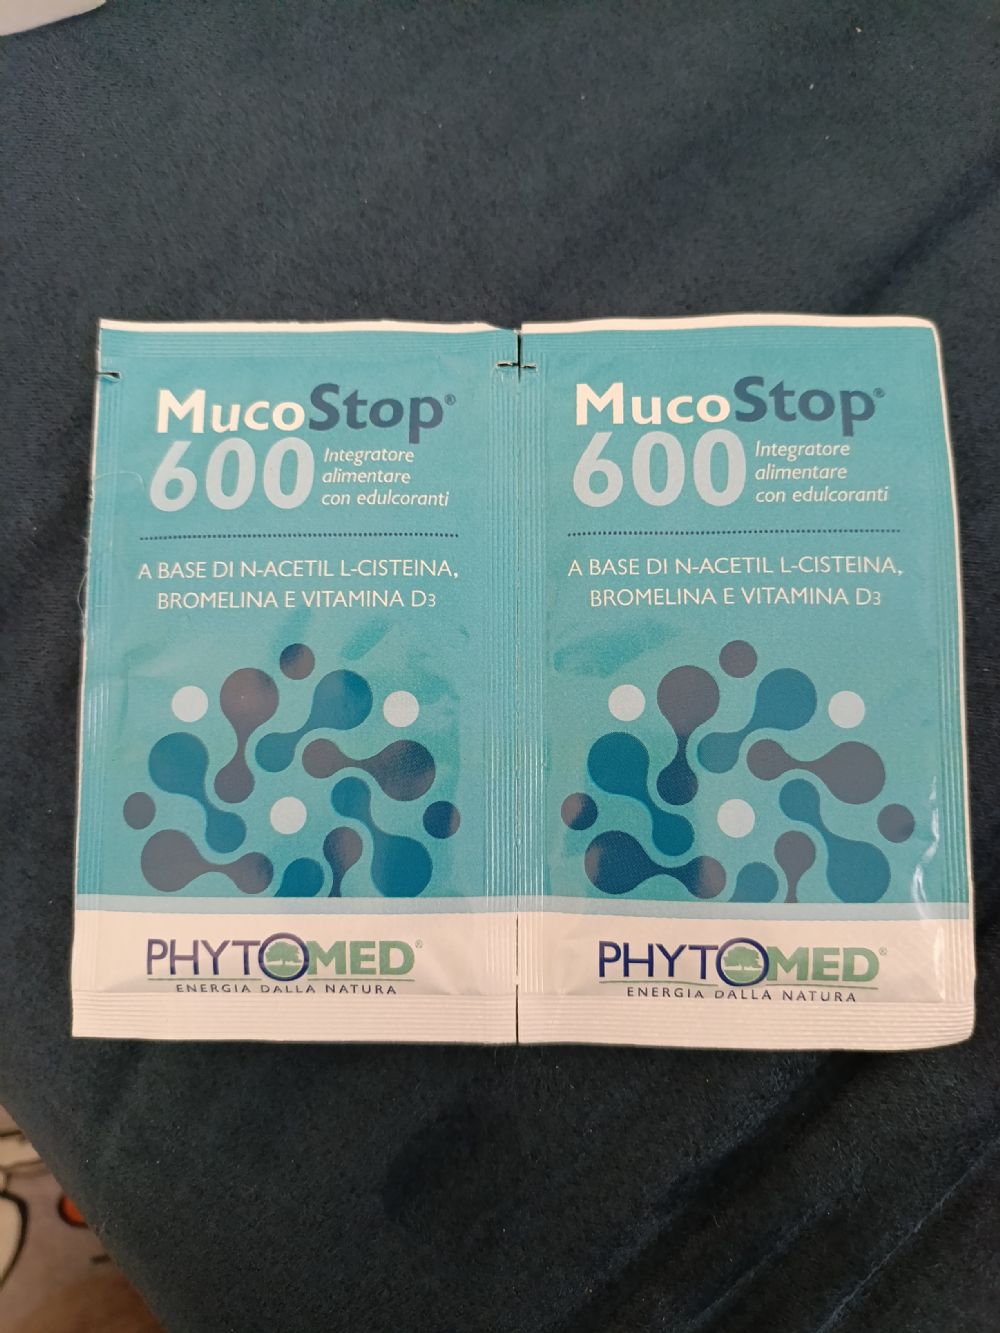 MucoStop®
600 Integratore
alimentare
con edulcoranti
A BASE DI N-ACETIL L-CISTEINA,
BROMELINA E VITAMINA D3
PHYTOMED®
ENERGIA DALLA NATURA
MucoStop®
600 Integratore
alimentare
con edulcoranti
A BASE DI N-ACETIL L-CISTEINA,
BROMELINA E VITAMINA D3
PHYTOMED®
ENERGIA DALLA NATURA